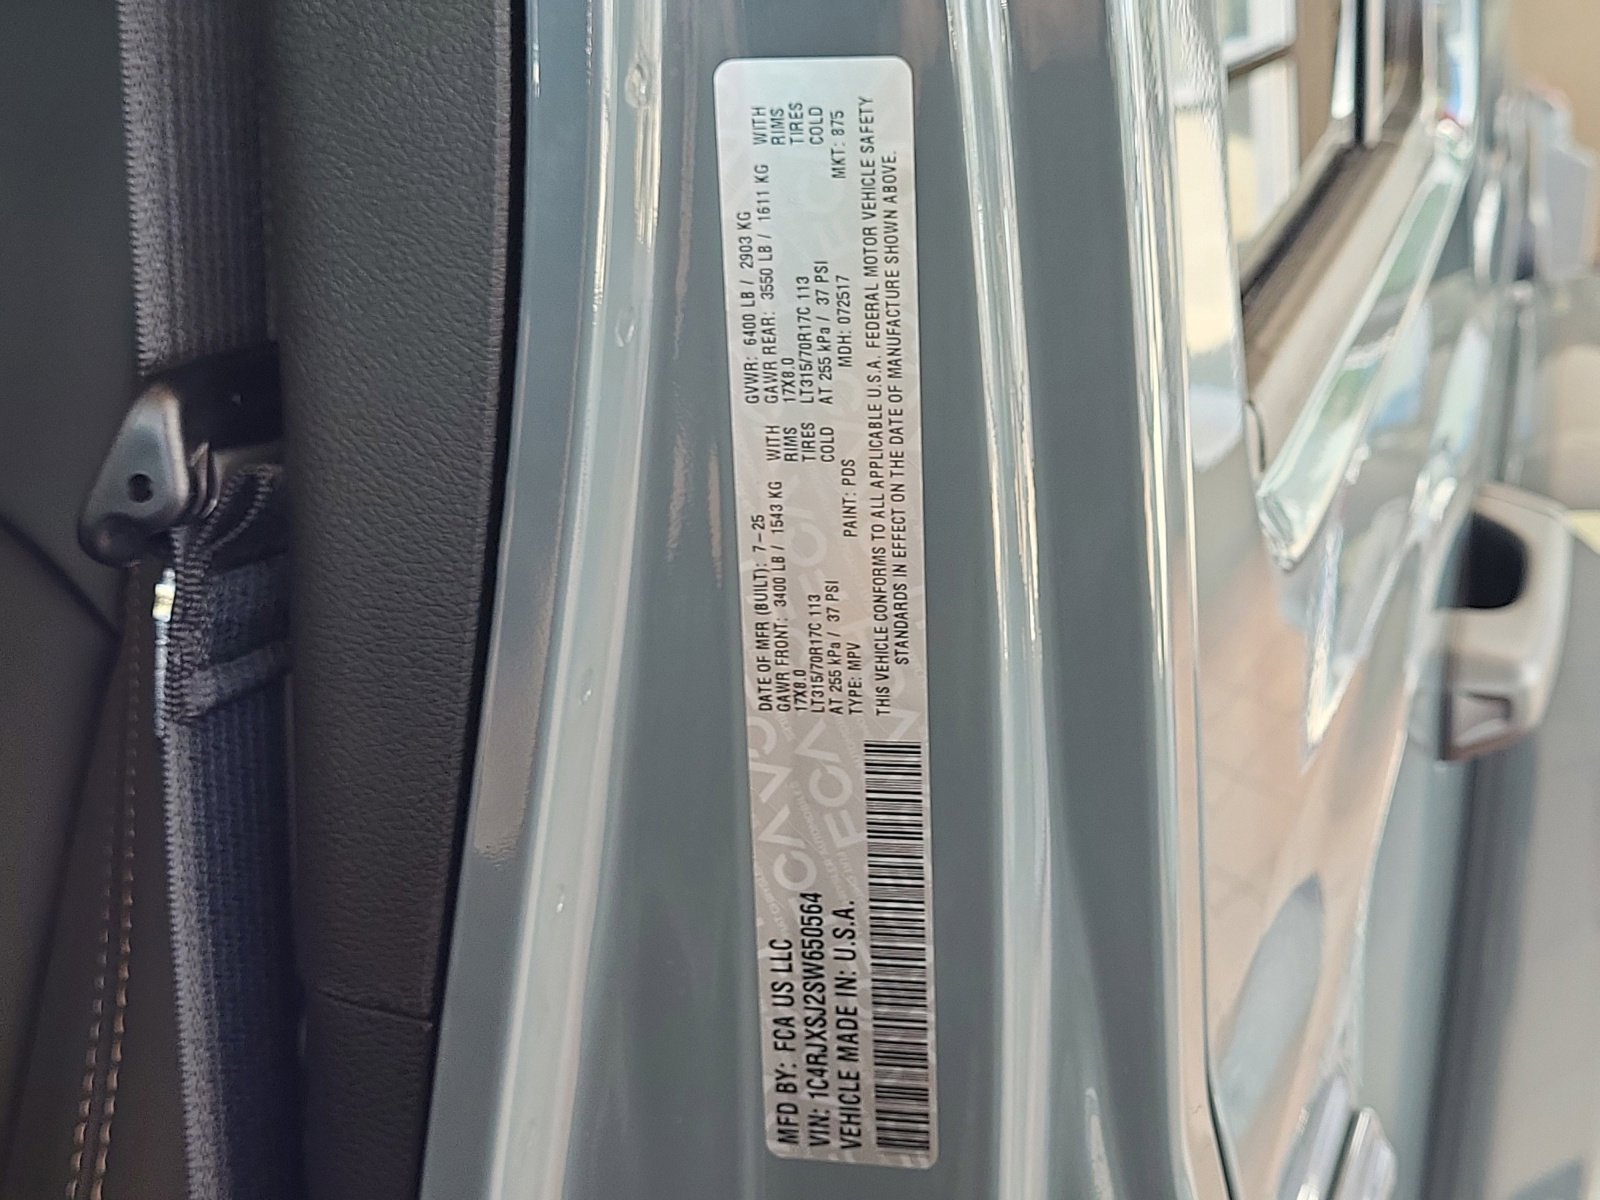 MFD BY: FCA US LLC
VIN: 1C4RJXSJ2SW650564
VEHICLE MADE IN: U.S.A.
DATE OF MFR (BUILT): 7-25 GVWR: 6400 LB / 2903 KG
GAWR FRONT: 3400 LB / 1543 KG WITH GAWR REAR: 3550 LB / 1611 KG WITH
17X8.0 RIMS 17X8.0 RIMS
LT315/70R17C 113 TIRES LT315/70R17C 113 TIRES
AT 255 kPa / 37 PSI COLD AT 255 kPa / 37 PSI COLD
TYPE: MPV PAINT: PDS MDH: 072517 MKT: 875
THIS VEHICLE CONFORMS TO ALL APPLICABLE U.S.A. FEDERAL MOTOR VEHICLE SAFETY
STANDARDS IN EFFECT ON THE DATE OF MANUFACTURE SHOWN ABOVE.